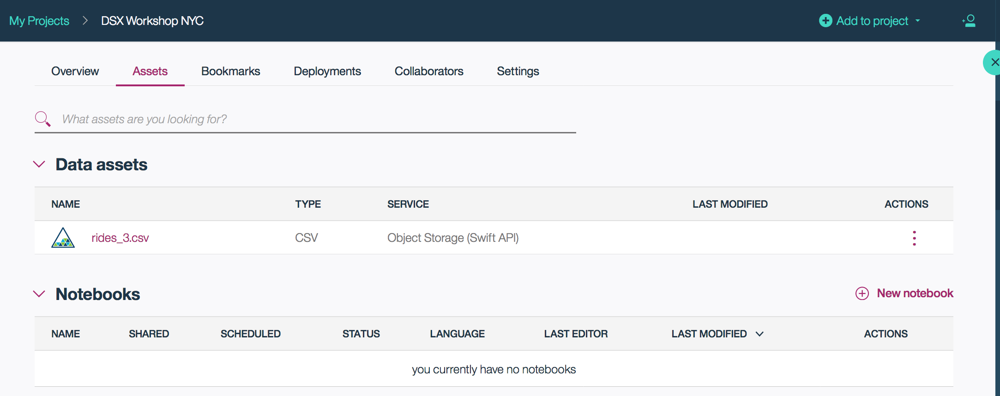 My Projects > DSX Workshop NYC Add to project
Overview Assets Bookmarks Deployments Collaborators Settings
What assets are you looking for?
Data assets
NAME TYPE SERVICE LAST MODIFIED ACTIONS
rides_3.csv CSV Object Storage (Swift API)
Notebooks New notebook
NAME SHARED SCHEDULED STATUS LANGUAGE LAST EDITOR LAST MODIFIED ACTIONS
you currently have no notebooks